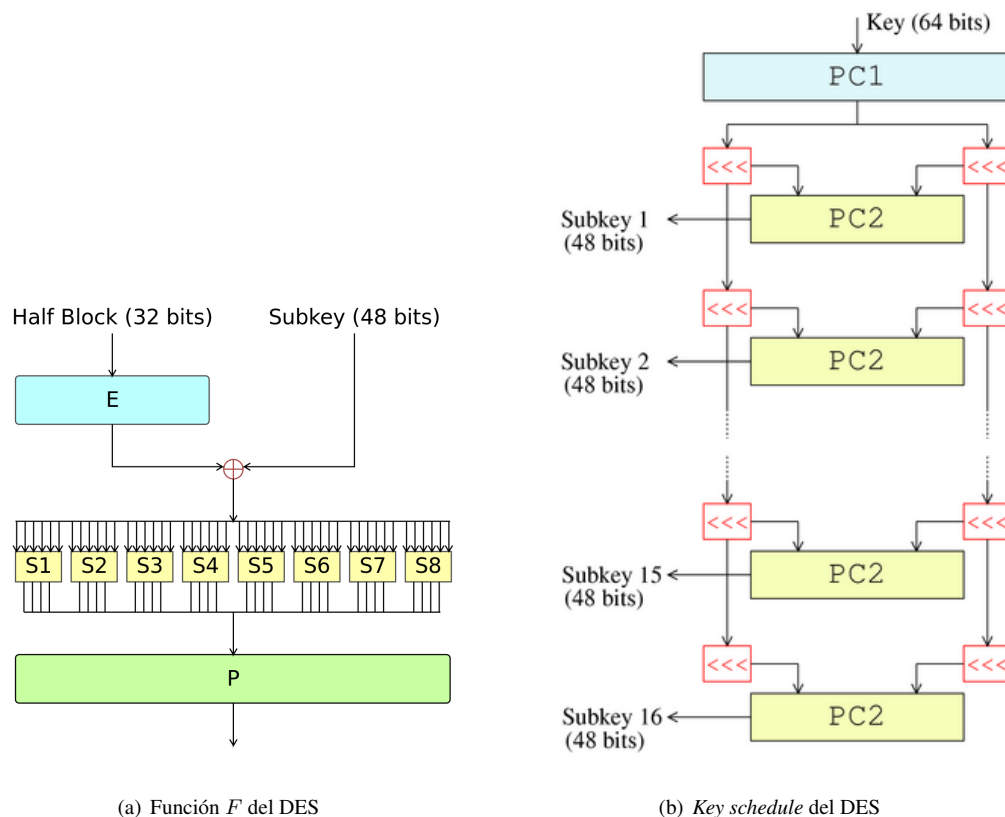 Half Block (32 bits)
Subkey (48 bits)
E
S1 S2 S3 S4 S5 S6 S7 S8
P
(a) Función F del DES
Key (64 bits)
PC1
<<< <<<
Subkey 1
(48 bits)
PC2
<<< <<<
Subkey 2
(48 bits)
PC2
<<< <<<
Subkey 15
(48 bits)
PC2
<<< <<<
Subkey 16
(48 bits)
PC2
(b) Key schedule del DES